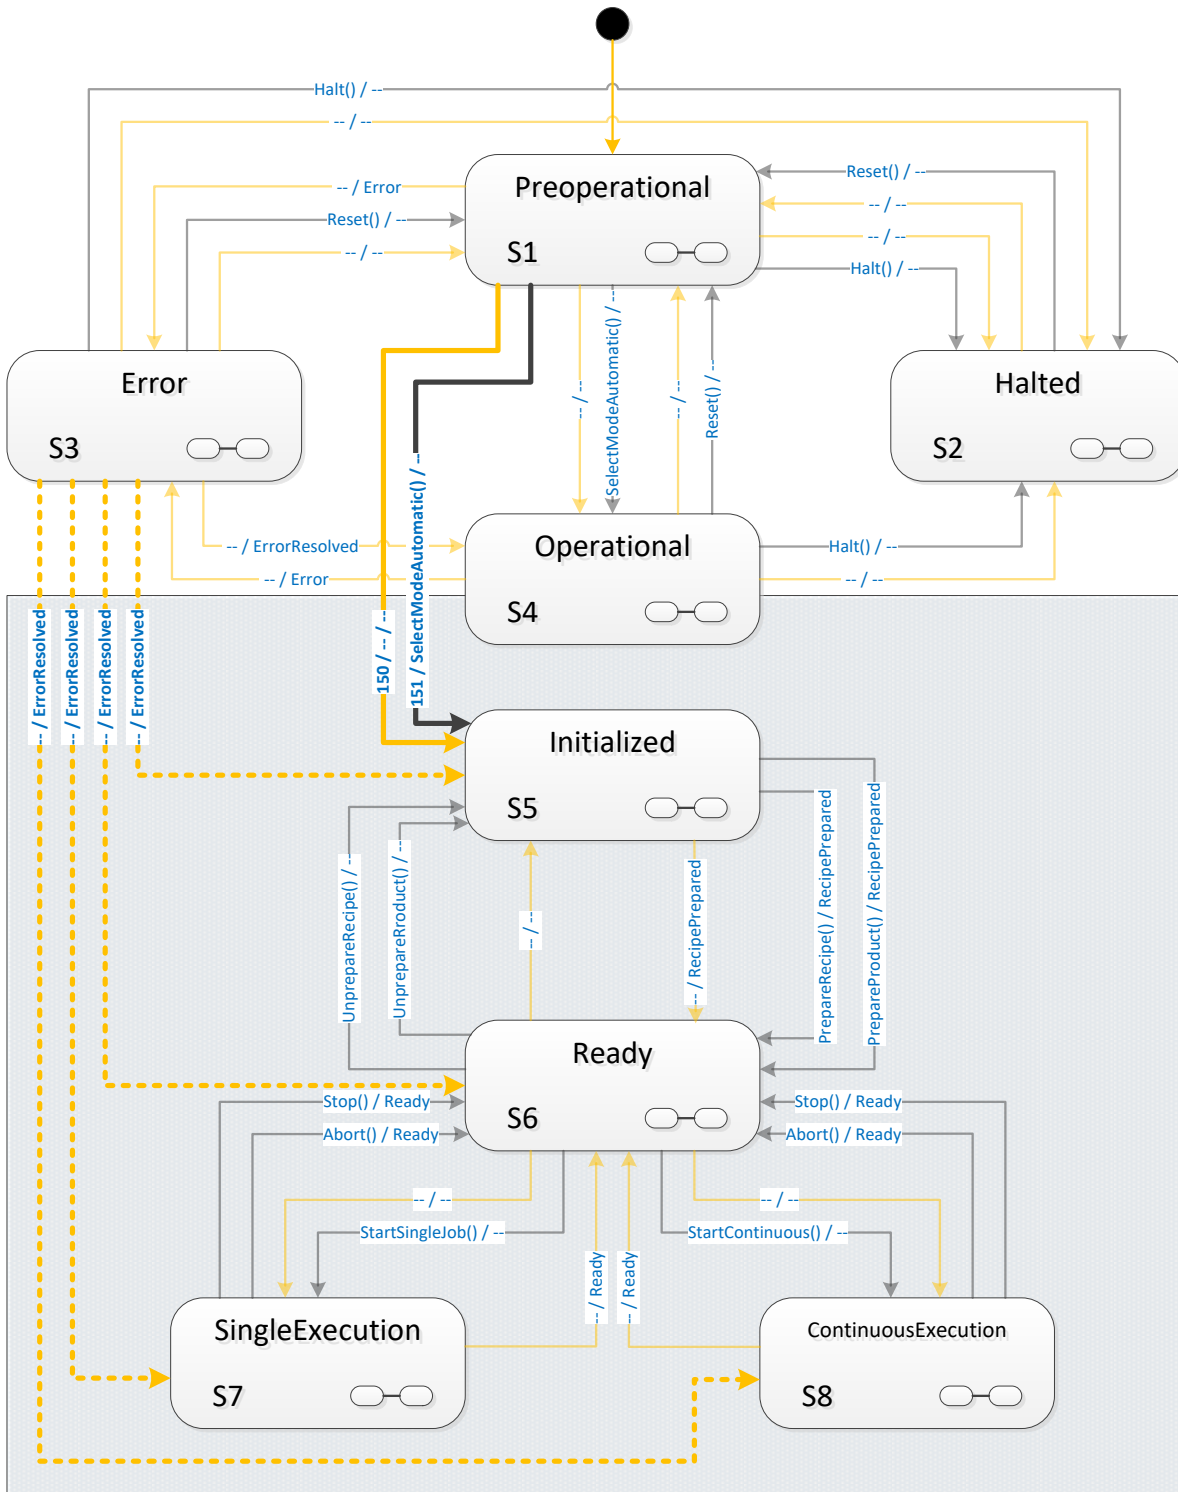 Halt() / --
-- / --
Preoperational
S1
-- / Error
Reset() / --
-- / --
Reset() / --
-- / --
-- / --
Halt() / --
Error
S3
Halted
S2
-- / --
SelectModeAutomatic() / --
-- / --
Reset() / --
150 / -- / --
151 / SelectModeAutomatic() / --
Operational
S4
-- / ErrorResolved
-- / Error
Halt() / --
-- / --
-- / ErrorResolved
-- / ErrorResolved
-- / ErrorResolved
-- / ErrorResolved
Initialized
S5
UnprepareRecipe() / --
UnprepareRroduct() / --
-- / --
-- / RecipePrepared
PrepareRecipe() / RecipePrepared
PrepareProduct() / RecipePrepared
Ready
S6
Stop() / Ready
Abort() / Ready
Stop() / Ready
Abort() / Ready
-- / --
StartSingleJob() / --
-- / Ready
-- / Ready
-- / --
StartContinuous() / --
SingleExecution
S7
ContinuousExecution
S8